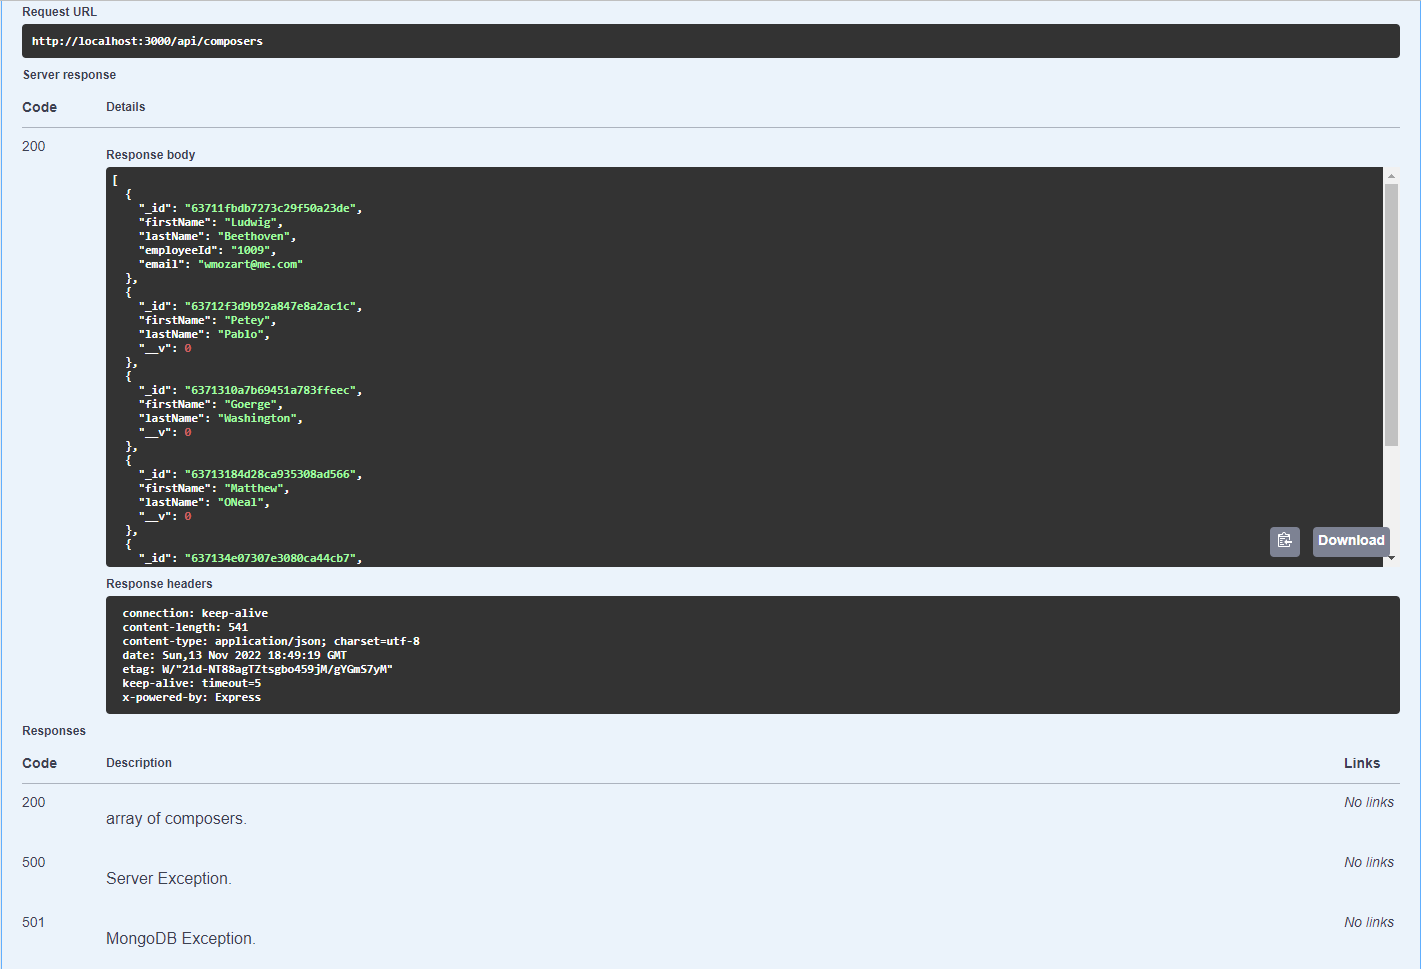 Request URL
http://localhost:3000/api/composers
Server response
Code Details
200
Response body
[
  {
    "_id": "63711fbdb7273c29f50a23de",
    "firstName": "Ludwig",
    "lastName": "Beethoven",
    "employeeId": "1009",
    "email": "wmozart@me.com"
  },
  {
    "_id": "63712f3d9b92a847e8a2ac1c",
    "firstName": "Petey",
    "lastName": "Pablo",
    "__v": 0
  },
  {
    "_id": "6371310a7b69451a783ffeec",
    "firstName": "Goerge",
    "lastName": "Washington",
    "__v": 0
  },
  {
    "_id": "63713184d28ca935308ad566",
    "firstName": "Matthew",
    "lastName": "ONeal",
    "__v": 0
  },
  {
    "_id": "637134e07307e3080ca44cb7",
Download
Response headers
connection: keep-alive
content-length: 541
content-type: application/json; charset=utf-8
date: Sun,13 Nov 2022 18:49:19 GMT
etag: W/"21d-NT88agTZtsgbo459jM/gYGmS7yM"
keep-alive: timeout=5
x-powered-by: Express
Responses
Code Description Links
200 No links
array of composers.
500 No links
Server Exception.
501 No links
MongoDB Exception.